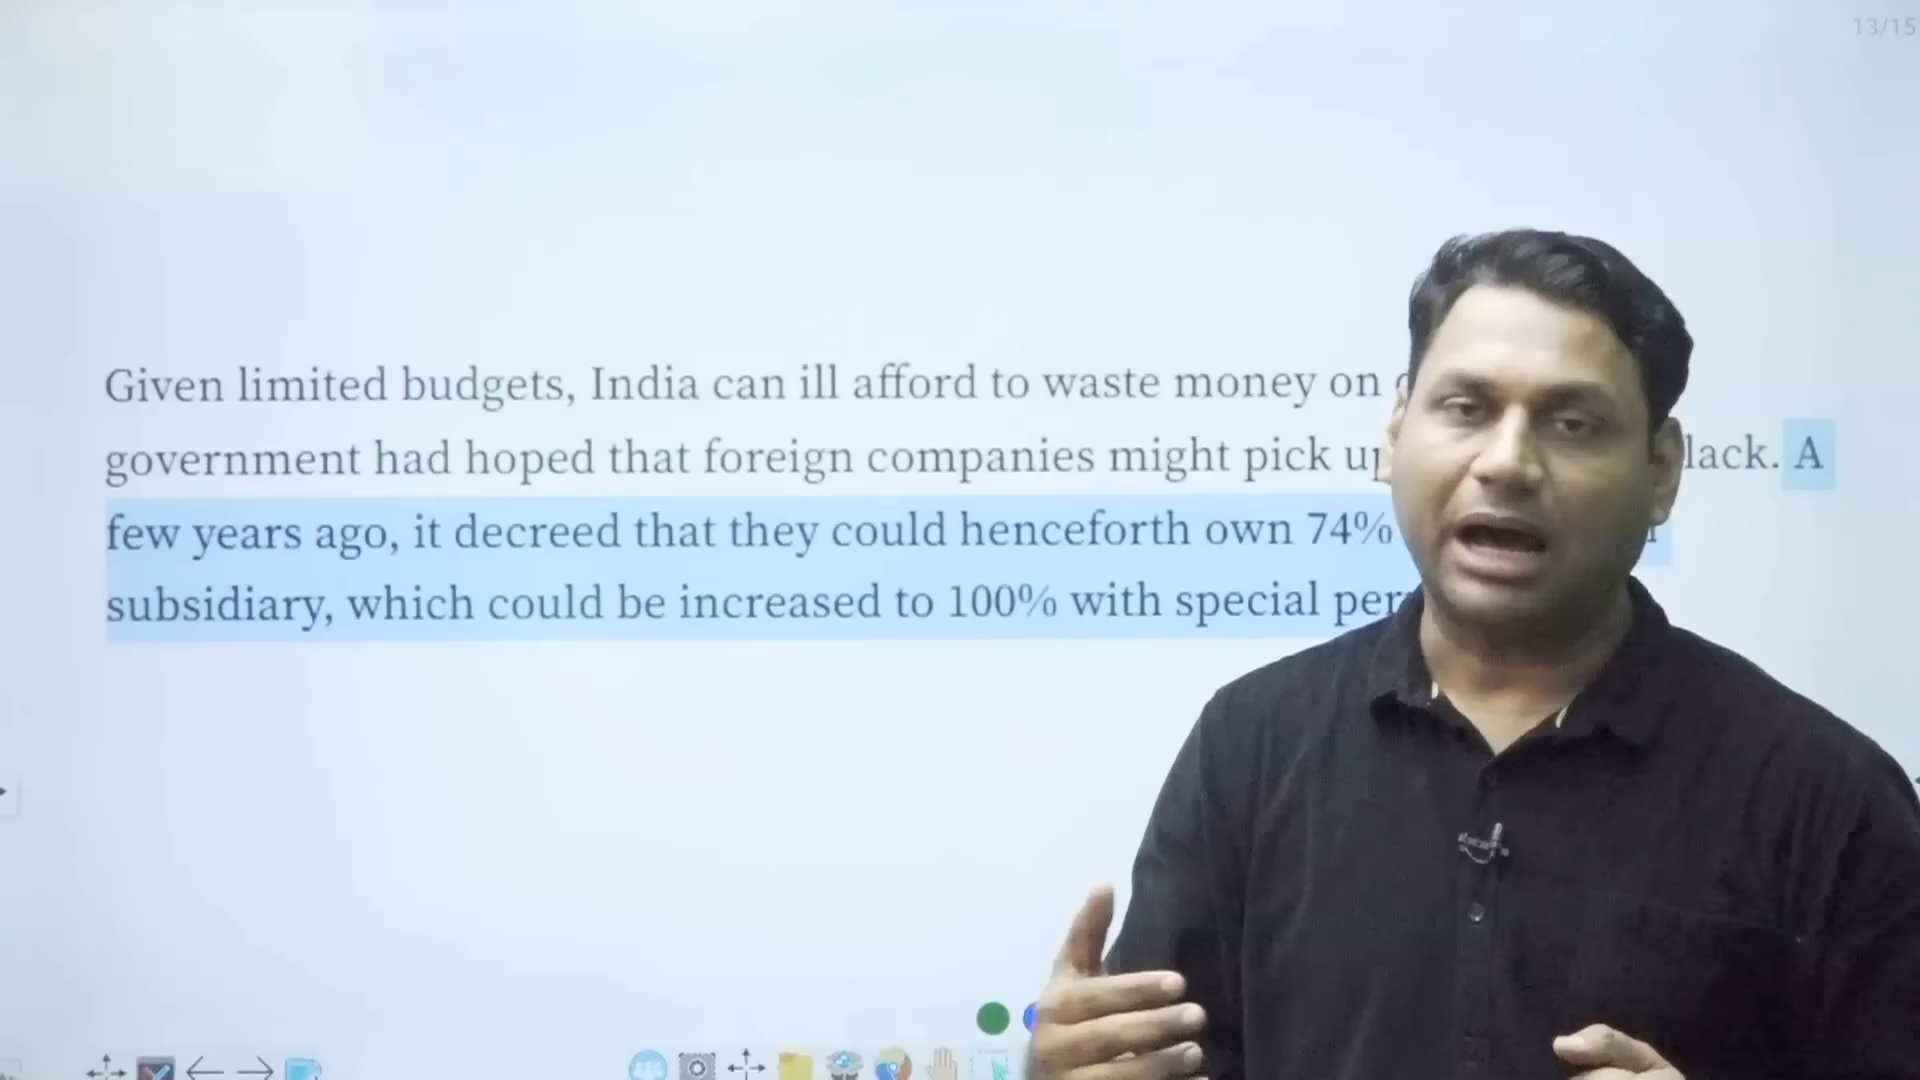 13/15
Given limited budgets, India can ill afford to waste money on
government had hoped that foreign companies might pick lack. A
few years ago, it decreed that they could henceforth own 74%
subsidiary, which could be increased to 100% with special